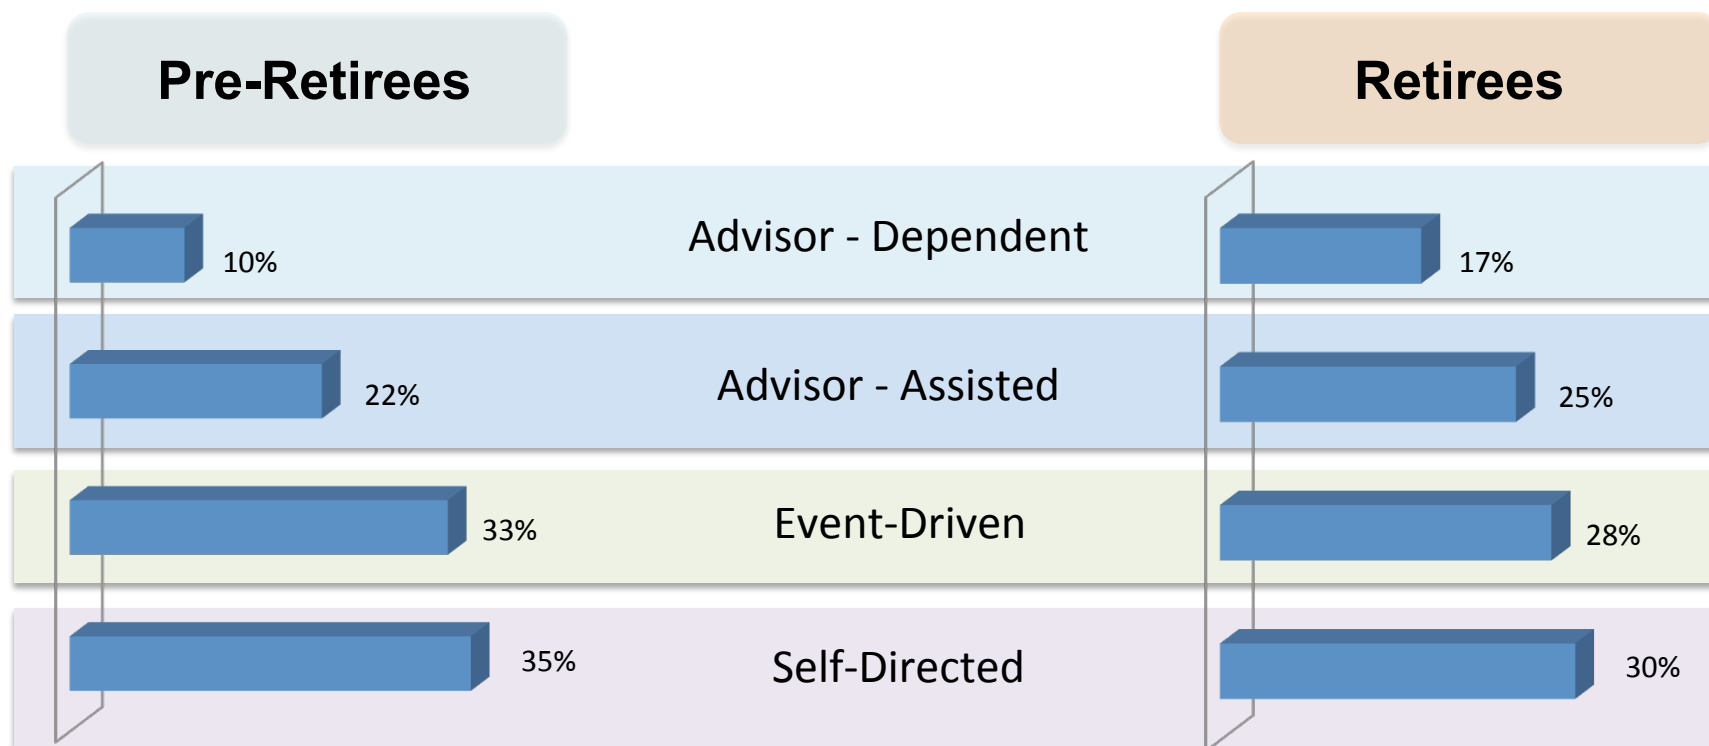 Pre-Retirees
Retirees
10%
Advisor - Dependent
17%
22%
Advisor - Assisted
25%
33%
Event-Driven
28%
35%
Self-Directed
30%